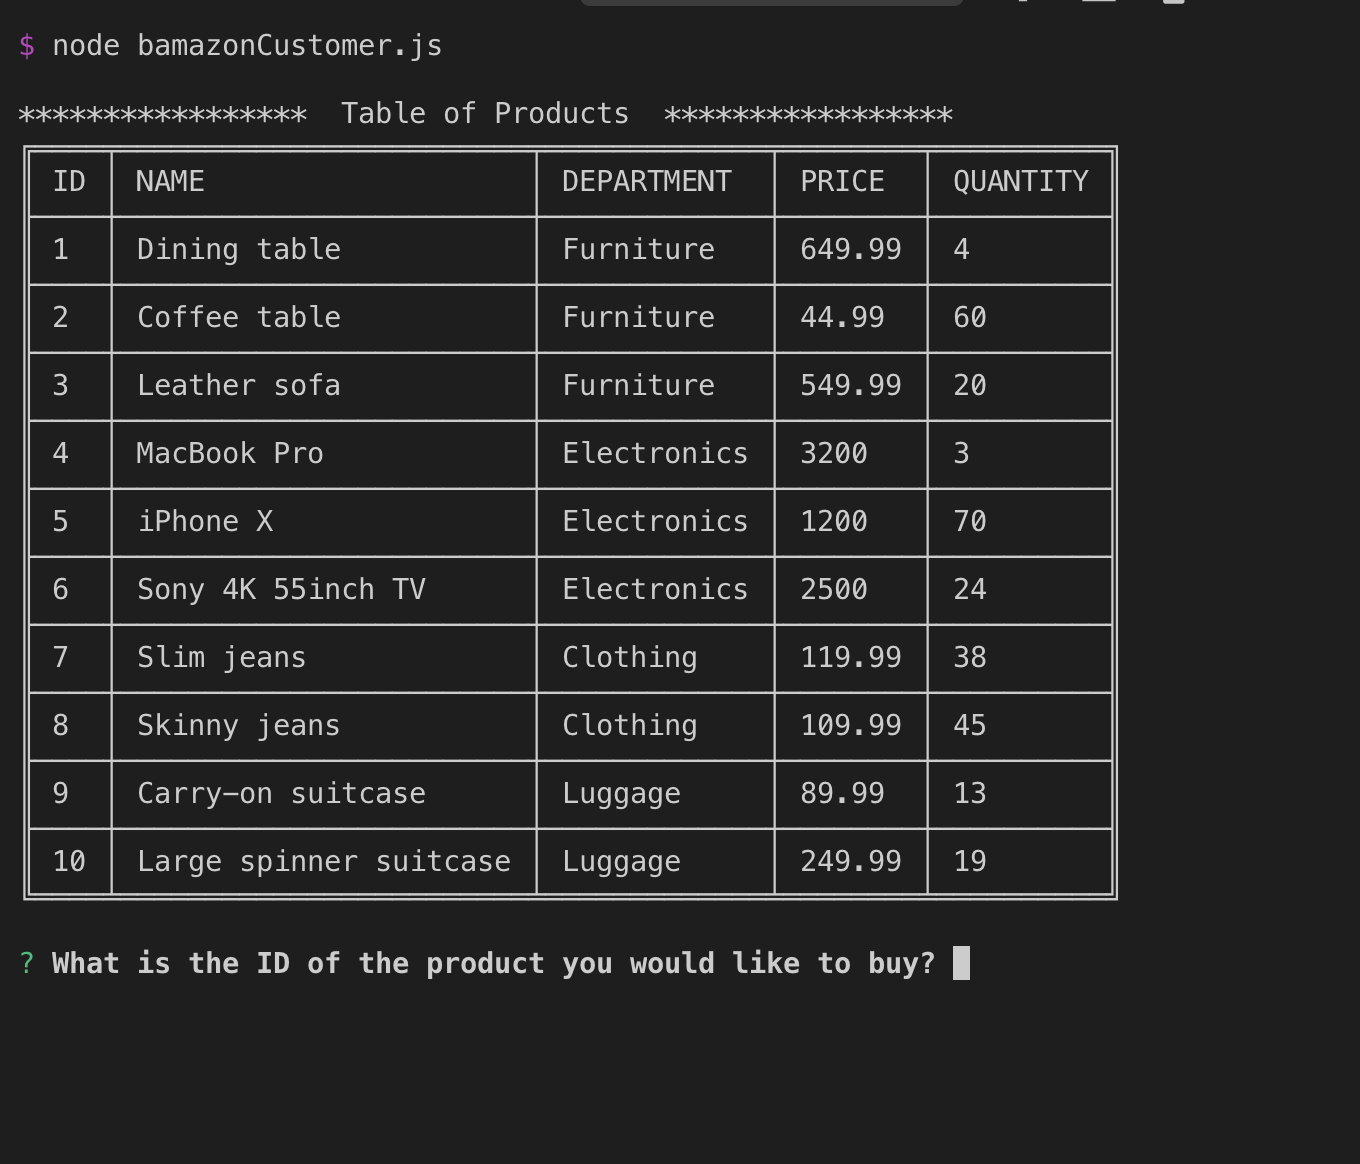 $ node bamazonCustomer.js
***************** Table of Products *****************
ID NAME DEPARTMENT PRICE QUANTITY
1 Dining table Furniture 649.99 4
2 Coffee table Furniture 44.99 60
3 Leather sofa Furniture 549.99 20
4 MacBook Pro Electronics 3200 3
5 iPhone X Electronics 1200 70
6 Sony 4K 55inch TV Electronics 2500 24
7 Slim jeans Clothing 119.99 38
8 Skinny jeans Clothing 109.99 45
9 Carry-on suitcase Luggage 89.99 13
10 Large spinner suitcase Luggage 249.99 19
? What is the ID of the product you would like to buy?